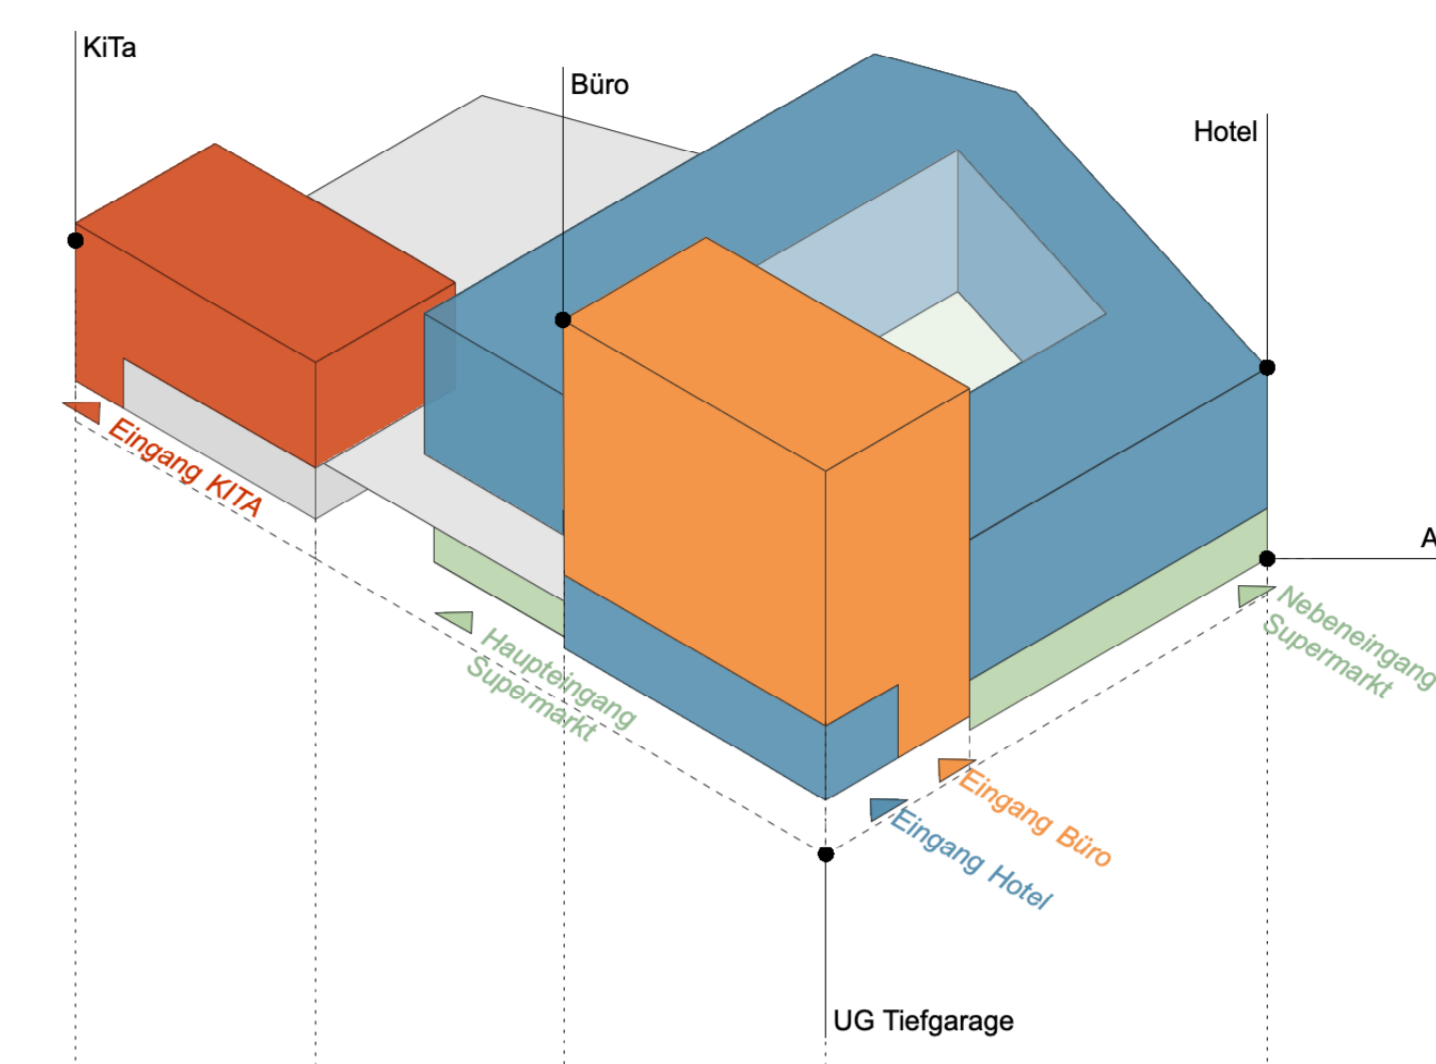 KiTa
Büro
Hotel
Eingang KITA
A
Haupteingang
Supermarkt
Nebeneingang
Supermarkt
Eingang Büro
Eingang Hotel
UG Tiefgarage